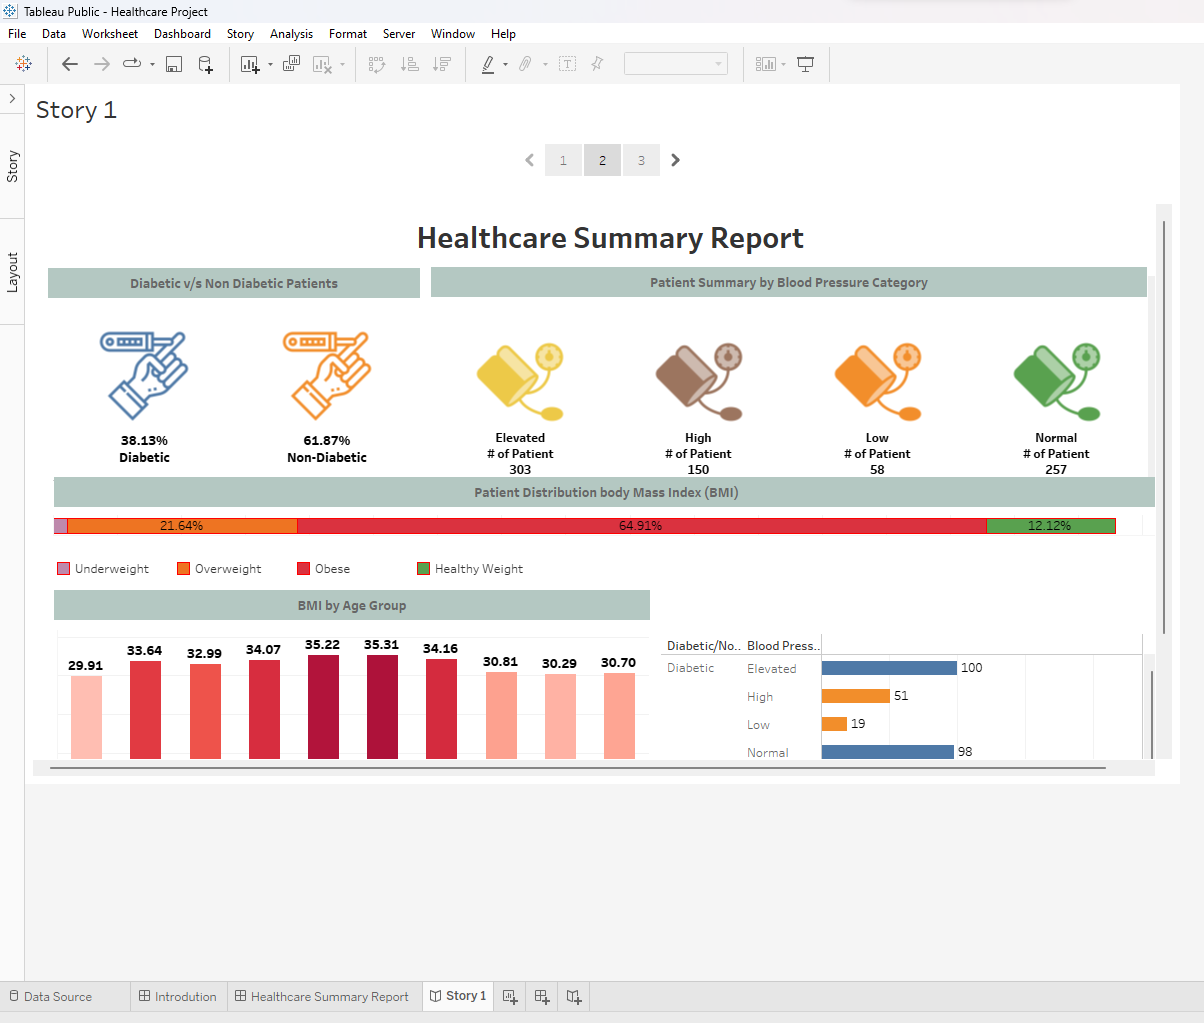 Tableau Public - Healthcare Project
File Data Worksheet Dashboard Story Analysis Format Server Window Help
Story
Layout
Story 1
1 2 3
Healthcare Summary Report
Diabetic v/s Non Diabetic Patients
Patient Summary by Blood Pressure Category
38.13%
Diabetic
61.87%
Non-Diabetic
Elevated
# of Patient
303
High
# of Patient
150
Low
# of Patient
58
Normal
# of Patient
257
Patient Distribution body Mass Index (BMI)
21.64% 64.91% 12.12%
Underweight Overweight Obese Healthy Weight
BMI by Age Group
29.91 33.64 32.99 34.07 35.22 35.31 34.16 30.81 30.29 30.70
Diabetic/No.. Blood Press..
Diabetic Elevated 100
High 51
Low 19
Normal 98
Data Source Introdution Healthcare Summary Report Story 1